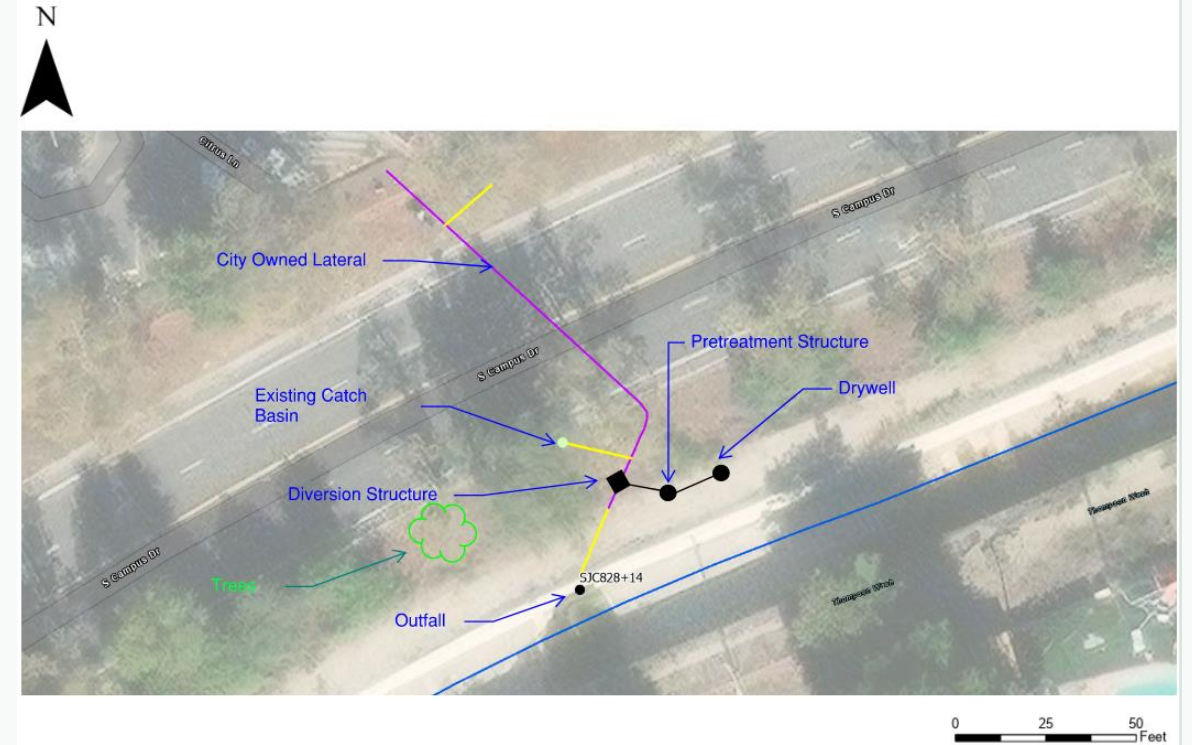 N
Citrus Ln
S Campus Dr
City Owned Lateral
Pretreatment Structure
S Campus Dr
Drywell
Existing Catch
Basin
Diversion Structure
Thompson Wash
S Campus Dr
SJC828+14
Trees
Thompson Wash
Outfall
0 25 50
Feet